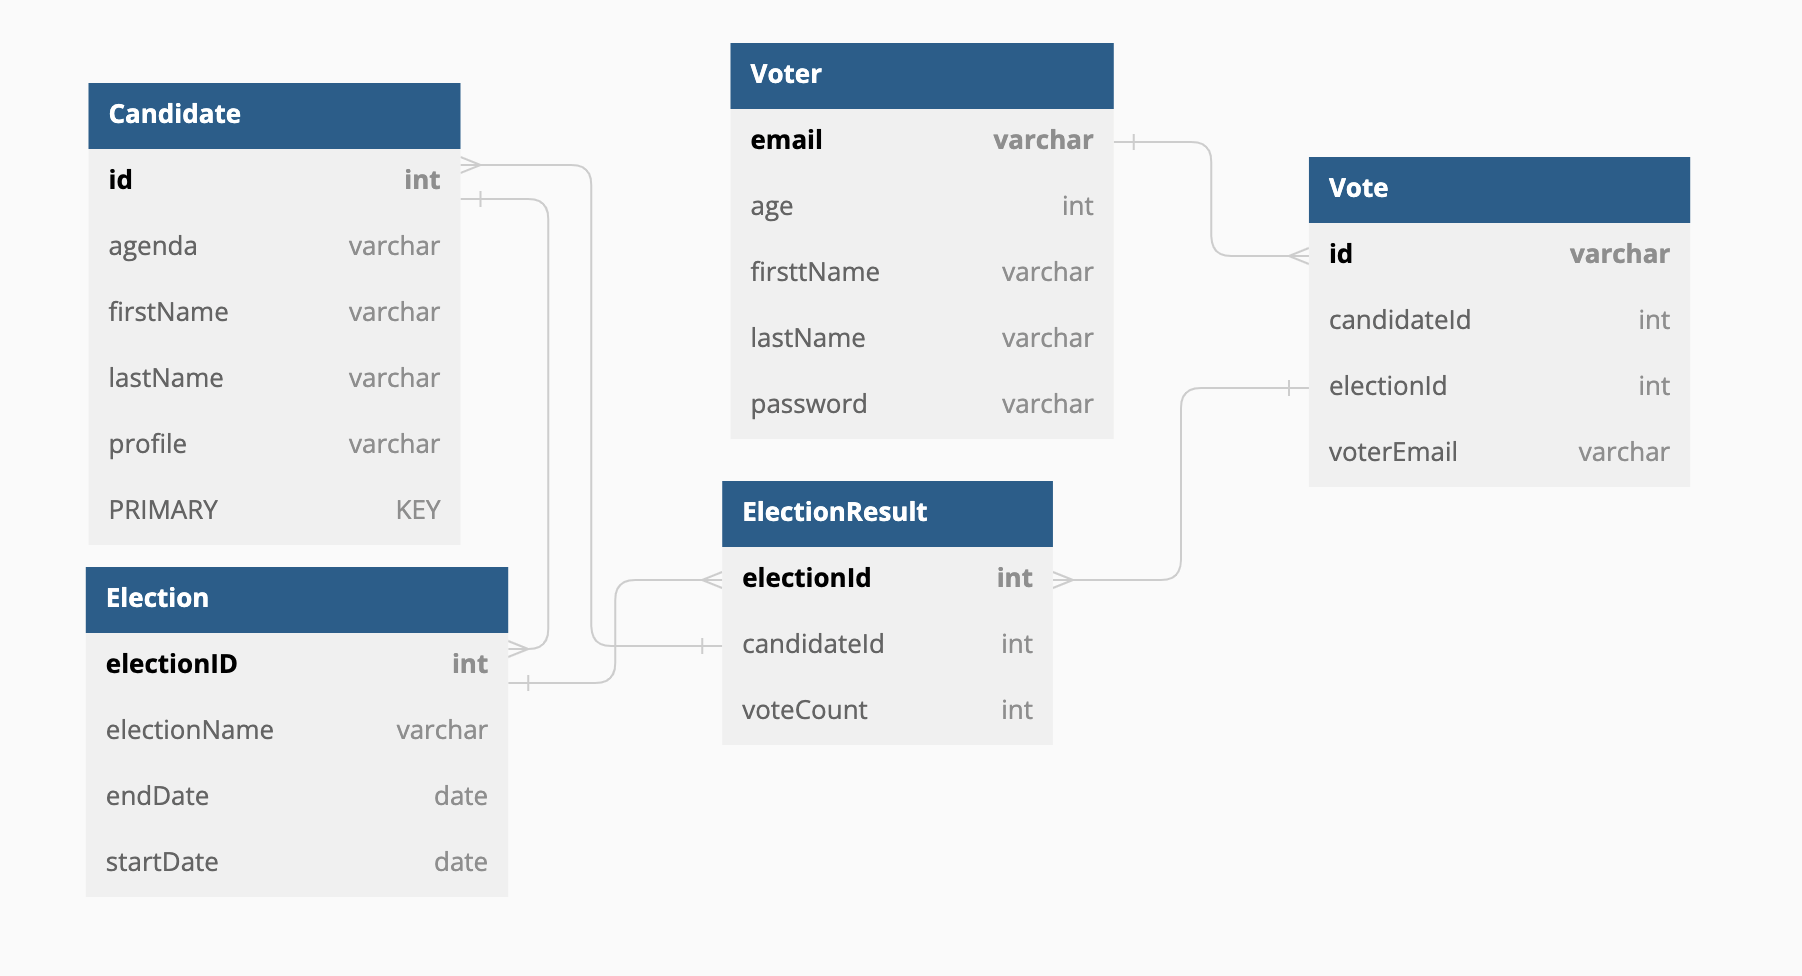 Candidate
id int
agenda varchar
firstName varchar
lastName varchar
profile varchar
PRIMARY KEY
Election
electionID int
electionName varchar
endDate date
startDate date
Voter
email varchar
age int
firsttName varchar
lastName varchar
password varchar
ElectionResult
electionId int
candidateId int
voteCount int
Vote
id varchar
candidateId int
electionId int
voterEmail varchar